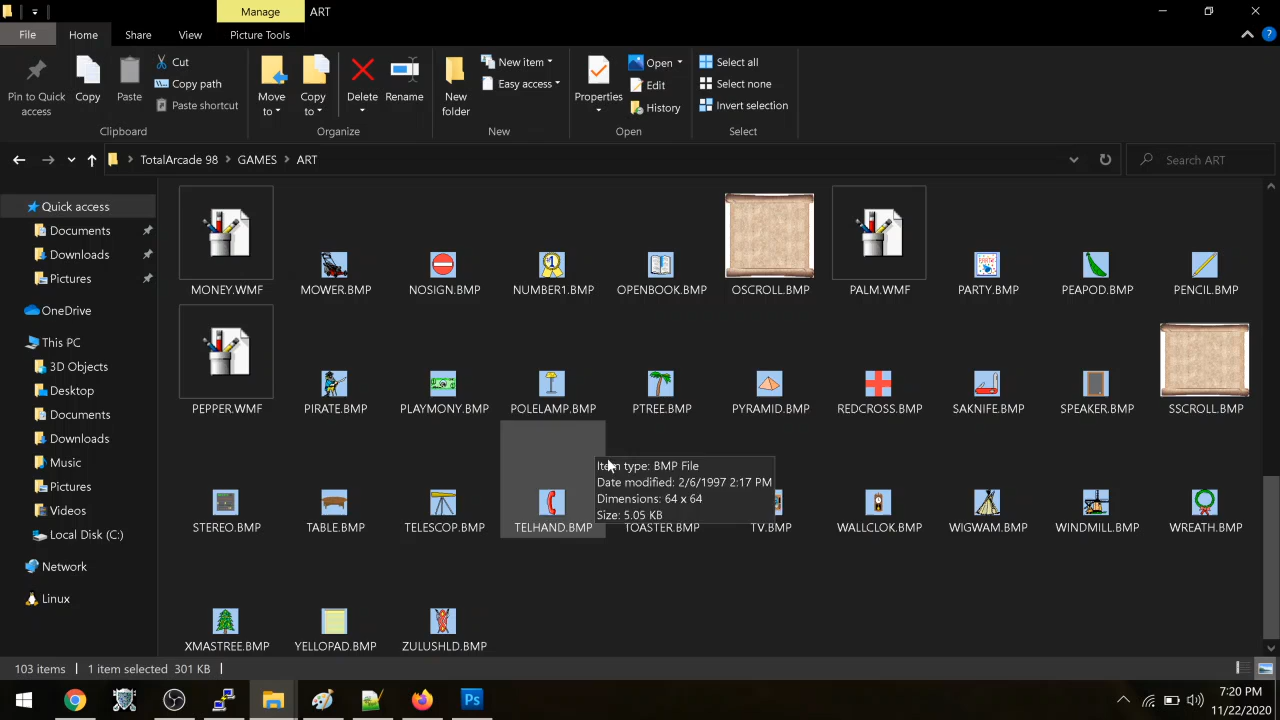 Manage
ART
File
Home
Share
View
Picture Tools
Pin to Quick access
Copy
Paste
Cut
Copy path
Paste shortcut
Clipboard
Move to
Copy to
Delete
Rename
Organize
New folder
New item
Easy access
New
Properties
Open
Edit
History
Open
Select all
Select none
Invert selection
Select
TotalArcade 98 > GAMES > ART
Search ART
Quick access
Documents
Downloads
Pictures
OneDrive
This PC
3D Objects
Desktop
Documents
Downloads
Music
Pictures
Videos
Local Disk (C:)
Network
Linux
MONEY.WMF
MOWER.BMP
NOSIGN.BMP
NUMBER1.BMP
OPENBOOK.BMP
OSCROLL.BMP
PALM.WMF
PARTY.BMP
PEAPOD.BMP
PENCIL.BMP
PEPPER.WMF
PIRATE.BMP
PLAYMONY.BMP
POLELAMP.BMP
PTREE.BMP
PYRAMID.BMP
REDCROSS.BMP
SAKNIFE.BMP
SPEAKER.BMP
SSCROLL.BMP
Item type: BMP File
Date modified: 2/6/1997 2:17 PM
Dimensions: 64 x 64
Size: 5.05 KB
STEREO.BMP
TABLE.BMP
TELESCOP.BMP
TELHAND.BMP
TOASTER.BMP
TV.BMP
WALLCLOK.BMP
WIGWAM.BMP
WINDMILL.BMP
WREATH.BMP
XMASTREE.BMP
YELLOPAD.BMP
ZULUSHLD.BMP
103 items
1 item selected 301 KB
Ps
7:20 PM
11/22/2020